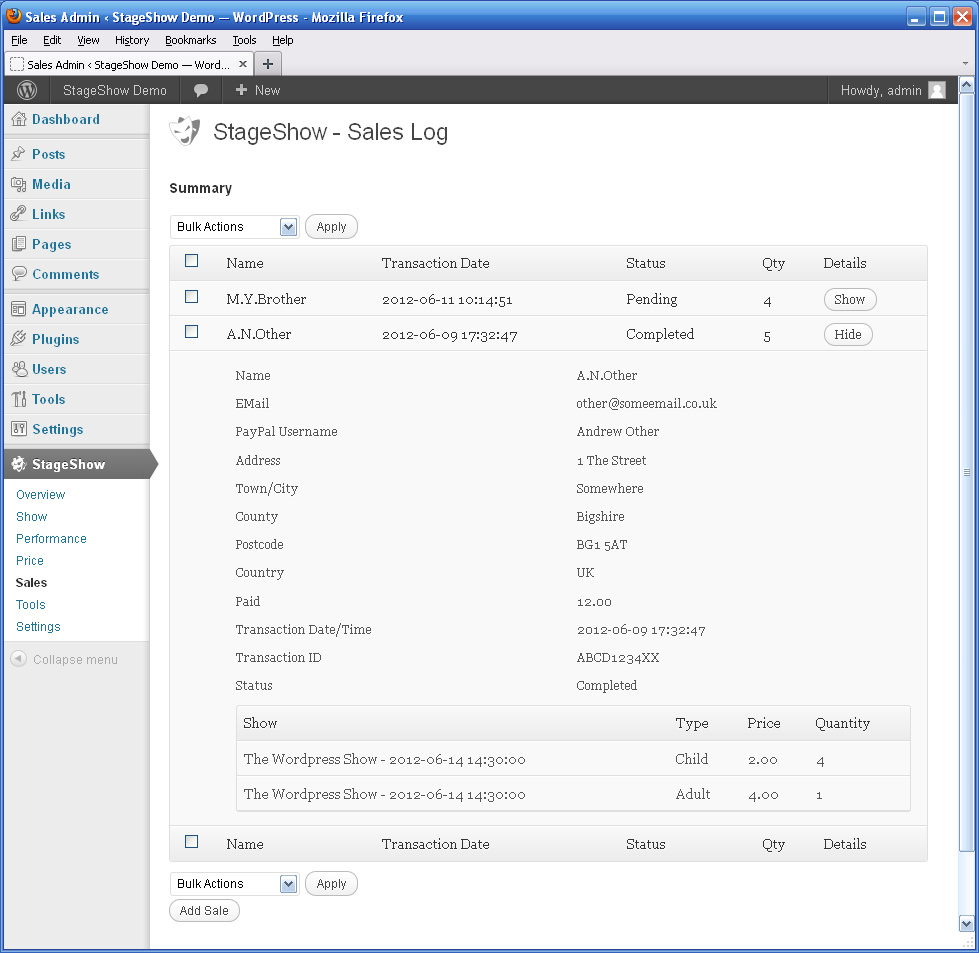 Sales Admin ‹ StageShow Demo — WordPress - Mozilla Firefox
File Edit View History Bookmarks Tools Help
Sales Admin ‹ StageShow Demo — Word...
StageShow Demo New Howdy, admin
Dashboard
Posts
Media
Links
Pages
Comments
Appearance
Plugins
Users
Tools
Settings
StageShow
Overview
Show
Performance
Price
Sales
Tools
Settings
Collapse menu
StageShow - Sales Log
Summary
Bulk Actions Apply
Name Transaction Date Status Qty Details
M.Y.Brother 2012-06-11 10:14:51 Pending 4 Show
A.N.Other 2012-06-09 17:32:47 Completed 5 Hide
Name A.N.Other
EMail other@someemail.co.uk
PayPal Username Andrew Other
Address 1 The Street
Town/City Somewhere
County Bigshire
Postcode BG1 5AT
Country UK
Paid 12.00
Transaction Date/Time 2012-06-09 17:32:47
Transaction ID ABCD1234XX
Status Completed
Show Type Price Quantity
The Wordpress Show - 2012-06-14 14:30:00 Child 2.00 4
The Wordpress Show - 2012-06-14 14:30:00 Adult 4.00 1
Name Transaction Date Status Qty Details
Bulk Actions Apply
Add Sale